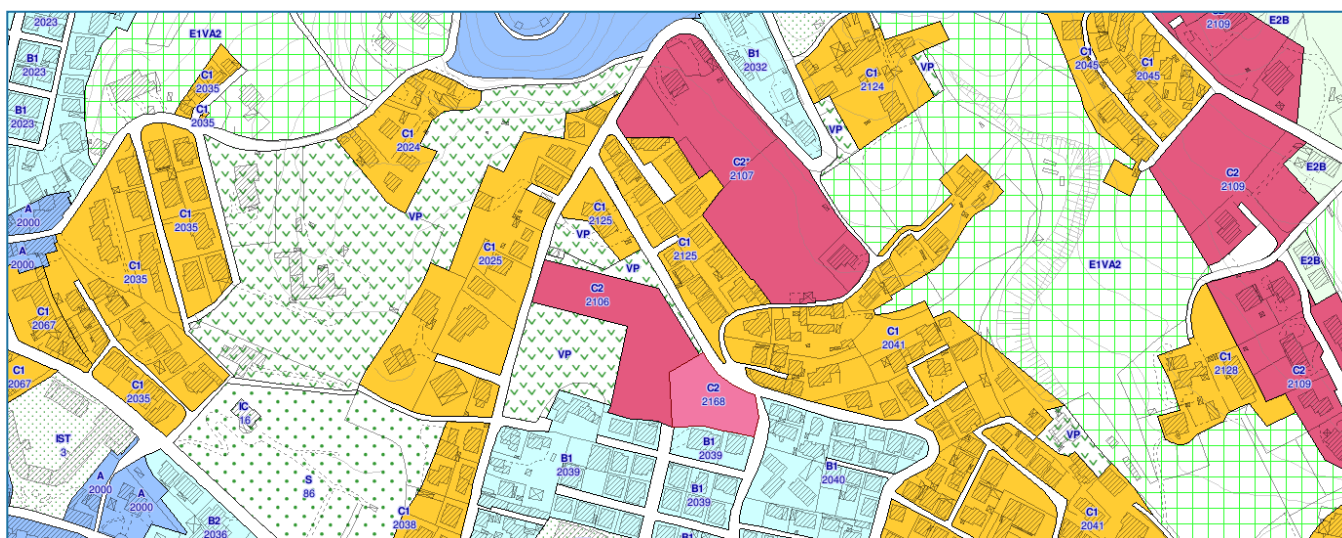 2023
E1VA2
2109
E2B
B1
2023
B1
2032
C1
2035
C1
2035
C1
2124
VP
C1
2045
C1
2045
B1
2023
C1
2024
VP
C2*
2107
C2
2109
E2B
A
2000
C1
2035
VP
C1
2125
VP
A
2000
C1
2035
C1
2025
C1
2125
VP
E1VA2
E2B
C2
2106
C1
2067
C1
2041
VP
C1
2128
C2
2109
C1
2067
C1
2035
C2
2168
IC
16
VP
IST
3
B1
2039
B1
2039
B1
2040
S
86
A
2000
A
2000
B1
2039
B2
2036
C1
2038
C1
2041
B1